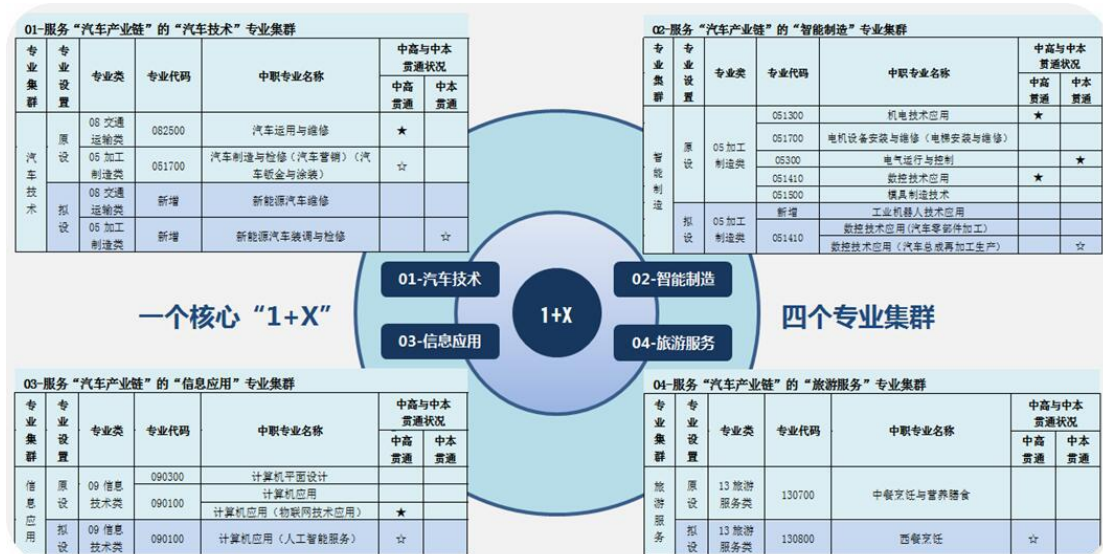 01-服务“汽车产业链”的“汽车技术”专业集群
专业集群 专业设置 专业类 专业代码 中职专业名称 中高与中本贯通状况
中高贯通 中本贯通
汽车技术 原设 08 交通运输类 082500 汽车运用与维修 ★
05 加工制造类 051700 汽车制造与检修（汽车营销）（汽车钣金与涂装） ☆
拟设 08 交通运输类 新增 新能源汽车维修
05 加工制造类 新增 新能源汽车装调与检修 ☆
02-服务“汽车产业链”的“智能制造”专业集群
专业集群 专业设置 专业类 专业代码 中职专业名称 中高与中本贯通状况
中高贯通 中本贯通
智能制造 原设 05 加工制造类 051300 机电技术应用 ★
051700 电机设备安装与维修（电梯安装与维修）
05300 电气运行与控制 ★
051410 数控技术应用 ★
051500 模具制造技术
拟设 05 加工制造类 新增 工业机器人技术应用
051410 数控技术应用(汽车零部件加工)
数控技术应用（汽车总成再加工生产） ☆
一个核心“1+X”
01-汽车技术
02-智能制造
1+X
03-信息应用
04-旅游服务
四个专业集群
03-服务“汽车产业链”的“信息应用”专业集群
专业集群 专业设置 专业类 专业代码 中职专业名称 中高与中本贯通状况
中高贯通 中本贯通
信息应用 原设 09 信息技术类 090300 计算机平面设计
090100 计算机应用
计算机应用（物联网技术应用） ★
拟设 09 信息技术类 090100 计算机应用（人工智能服务） ☆
04-服务“汽车产业链”的“旅游服务”专业集群
专业集群 专业设置 专业类 专业代码 中职专业名称 中高与中本贯通状况
中高贯通 中本贯通
旅游服务 原设 13 旅游服务类 130700 中餐烹饪与营养膳食
拟设 13 旅游服务类 130800 西餐烹饪 ☆